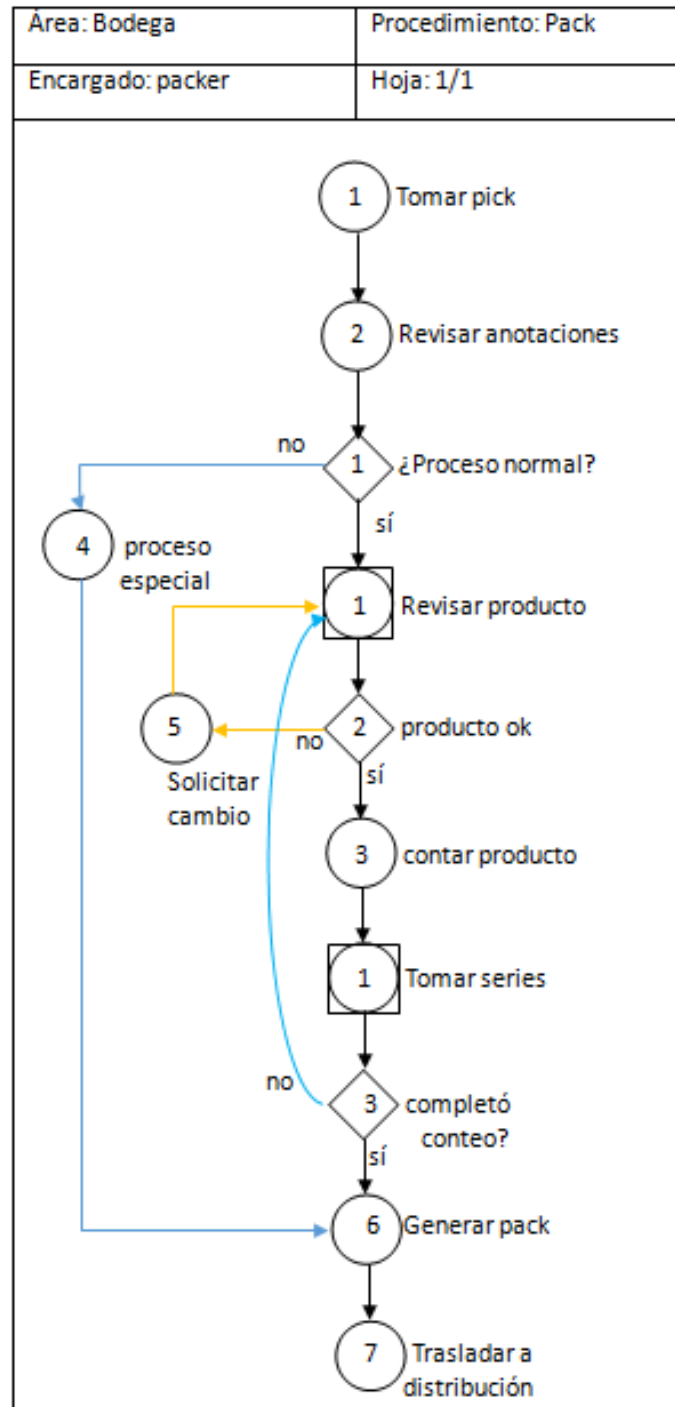 Área: Bodega
Procedimiento: Pack
Encargado: packer
Hoja: 1/1
1 Tomar pick
2 Revisar anotaciones
no
1 ¿Proceso normal?
sí
4 proceso
especial
1 Revisar producto
2 producto ok
no
5
sí
Solicitar
cambio
3 contar producto
1 Tomar series
no
3 completó
conteo?
sí
6 Generar pack
7 Trasladar a
distribución